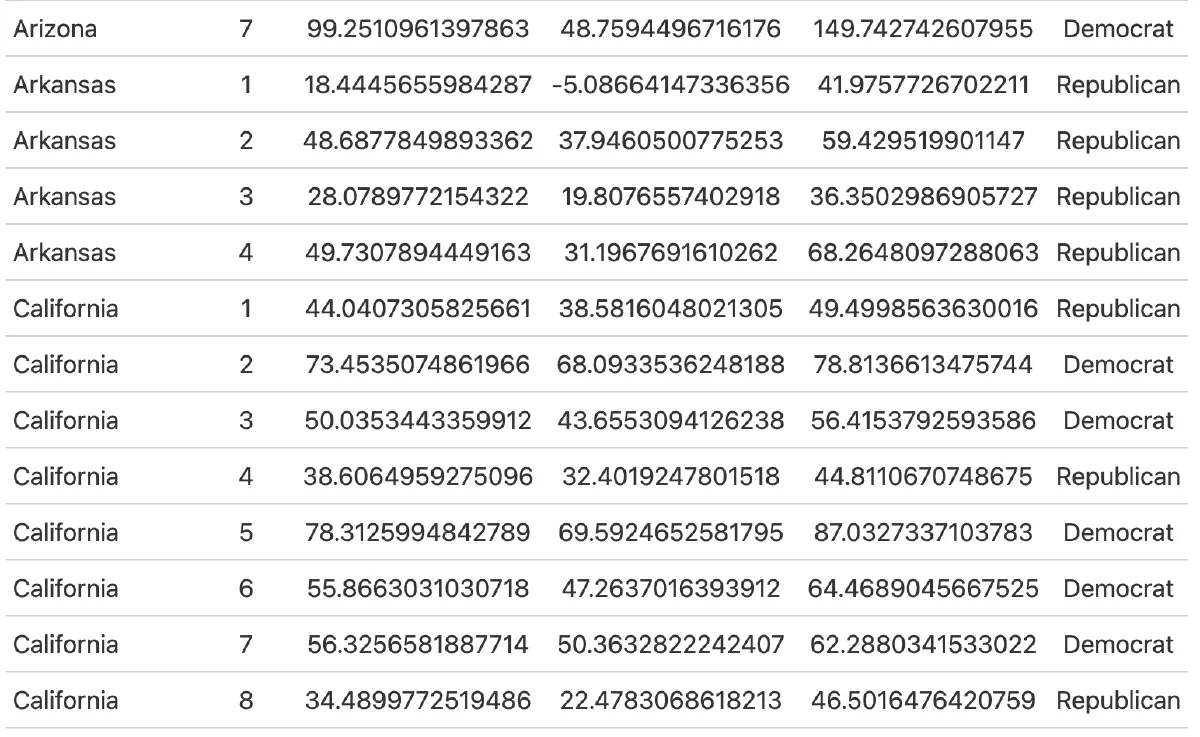 Arizona 7 99.2510961397863 48.7594496716176 149.742742607955 Democrat
Arkansas 1 18.4445655984287 -5.08664147336356 41.9757726702211 Republican
Arkansas 2 48.6877849893362 37.9460500775253 59.429519901147 Republican
Arkansas 3 28.0789772154322 19.8076557402918 36.3502986905727 Republican
Arkansas 4 49.7307894449163 31.1967691610262 68.2648097288063 Republican
California 1 44.0407305825661 38.5816048021305 49.4998563630016 Republican
California 2 73.4535074861966 68.0933536248188 78.8136613475744 Democrat
California 3 50.0353443359912 43.6553094126238 56.4153792593586 Democrat
California 4 38.6064959275096 32.4019247801518 44.8110670748675 Republican
California 5 78.3125994842789 69.5924652581795 87.0327337103783 Democrat
California 6 55.8663031030718 47.2637016393912 64.4689045667525 Democrat
California 7 56.3256581887714 50.3632822242407 62.2880341533022 Democrat
California 8 34.4899772519486 22.4783068618213 46.5016476420759 Republican